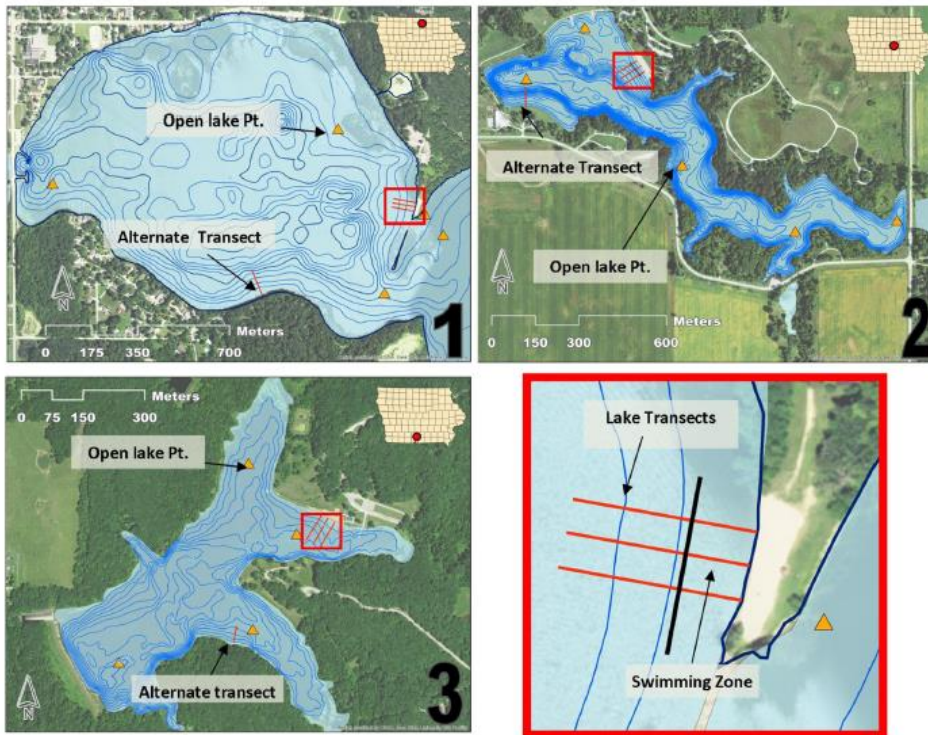 Open lake Pt.
Alternate Transect
N
Meters
0 175 350 700
1
Alternate Transect
Open lake Pt.
N
Meters
0 150 300 600
2
Meters
0 75 150 300
Open lake Pt.
Alternate transect
N
3
Lake Transects
Swimming Zone